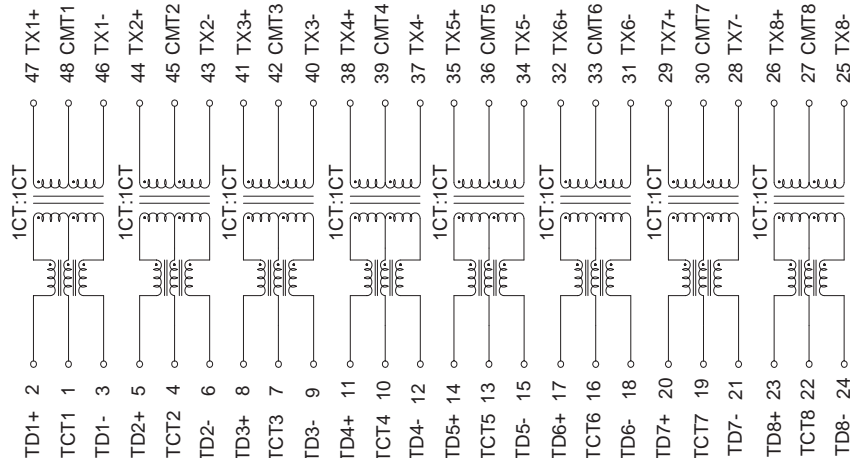 47 TX1+
48 CMT1
46 TX1-
44 TX2+
45 CMT2
43 TX2-
41 TX3+
42 CMT3
40 TX3-
38 TX4+
39 CMT4
37 TX4-
35 TX5+
36 CMT5
34 TX5-
32 TX6+
33 CMT6
31 TX6-
29 TX7+
30 CMT7
28 TX7-
26 TX8+
27 CMT8
25 TX8-
1CT:1CT
1CT:1CT
1CT:1CT
1CT:1CT
1CT:1CT
1CT:1CT
1CT:1CT
1CT:1CT
TD1+ 2
TCT1 1
TD1- 3
TD2+ 5
TCT2 4
TD2- 6
TD3+ 8
TCT3 7
TD3- 9
TD4+ 11
TCT4 10
TD4- 12
TD5+ 14
TCT5 13
TD5- 15
TD6+ 17
TCT6 16
TD6- 18
TD7+ 20
TCT7 19
TD7- 21
TD8+ 23
TCT8 22
TD8- 24